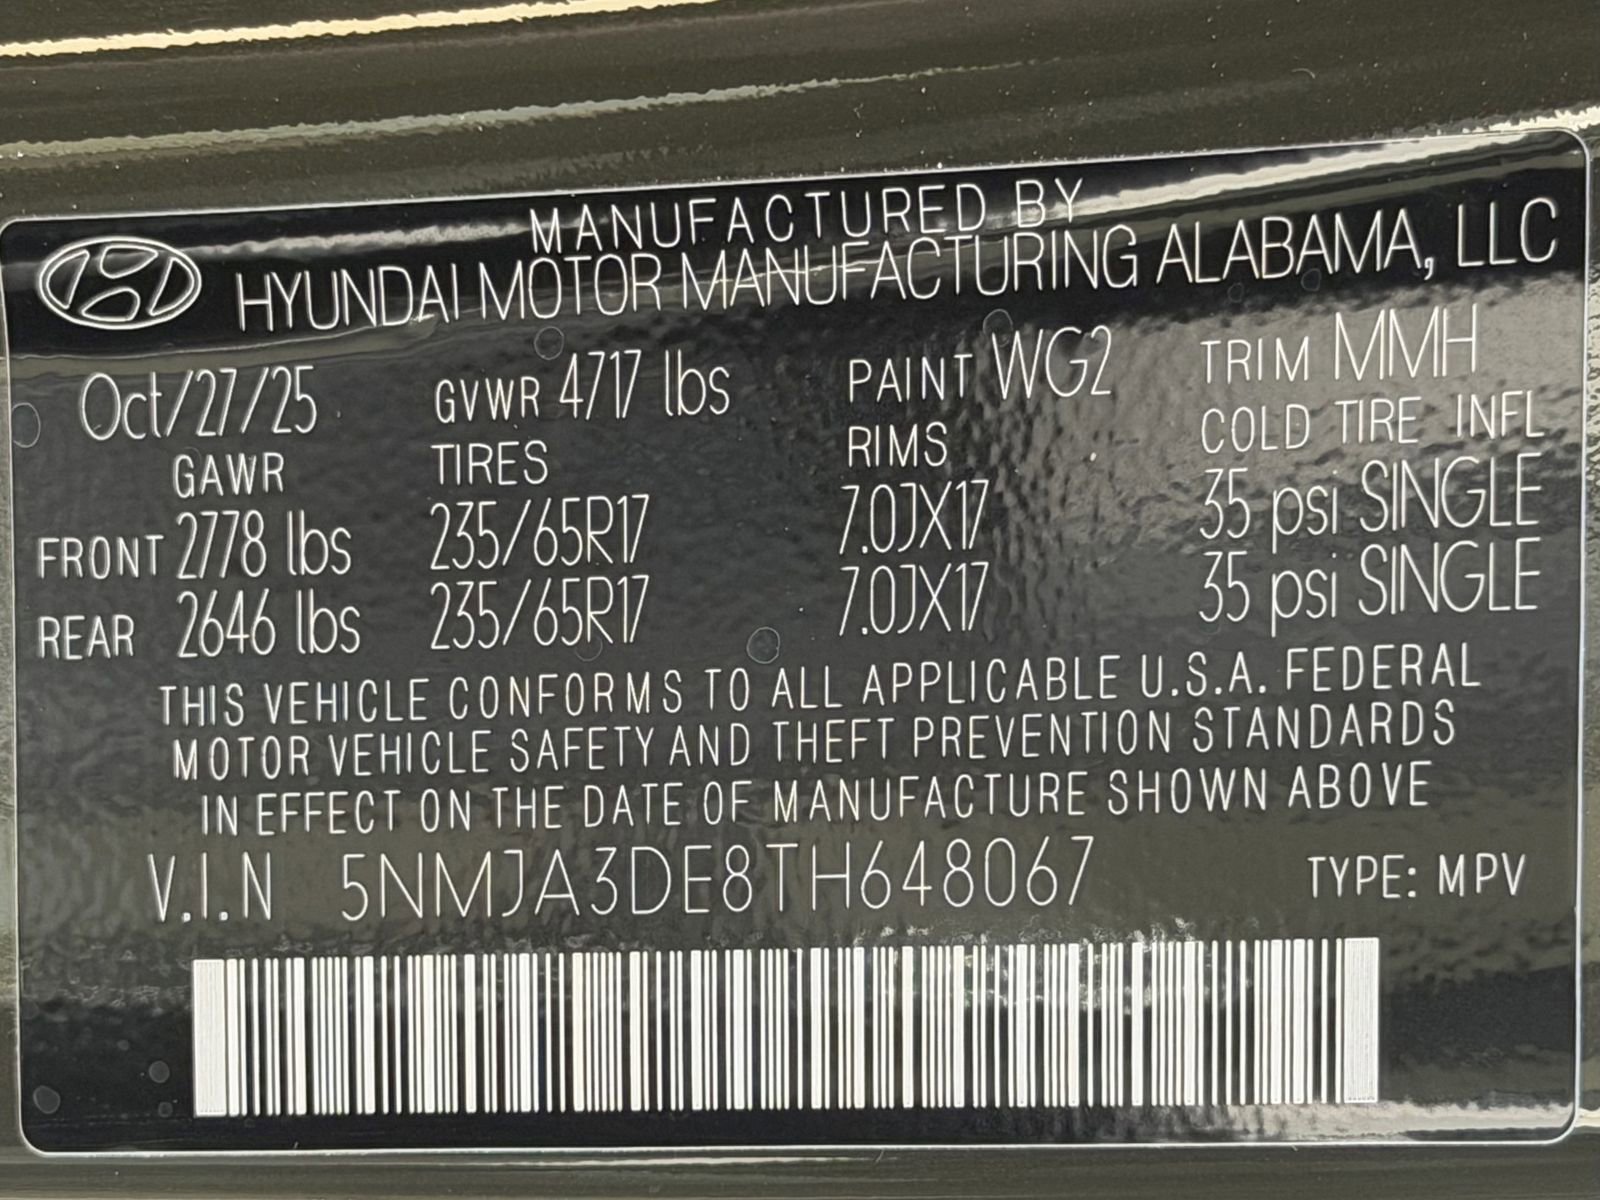 MANUFACTURED BY
HYUNDAI MOTOR MANUFACTURING ALABAMA, LLC
Oct/27/25 GVWR 4717 lbs PAINT WG2 TRIM MMH
GAWR TIRES RIMS COLD TIRE INFL
FRONT 2778 lbs 235/65R17 7.0JX17 35 psi SINGLE
REAR 2646 lbs 235/65R17 7.0JX17 35 psi SINGLE
THIS VEHICLE CONFORMS TO ALL APPLICABLE U.S.A. FEDERAL
MOTOR VEHICLE SAFETY AND THEFT PREVENTION STANDARDS
IN EFFECT ON THE DATE OF MANUFACTURE SHOWN ABOVE
V.I.N 5NMJA3DE8TH648067 TYPE: MPV